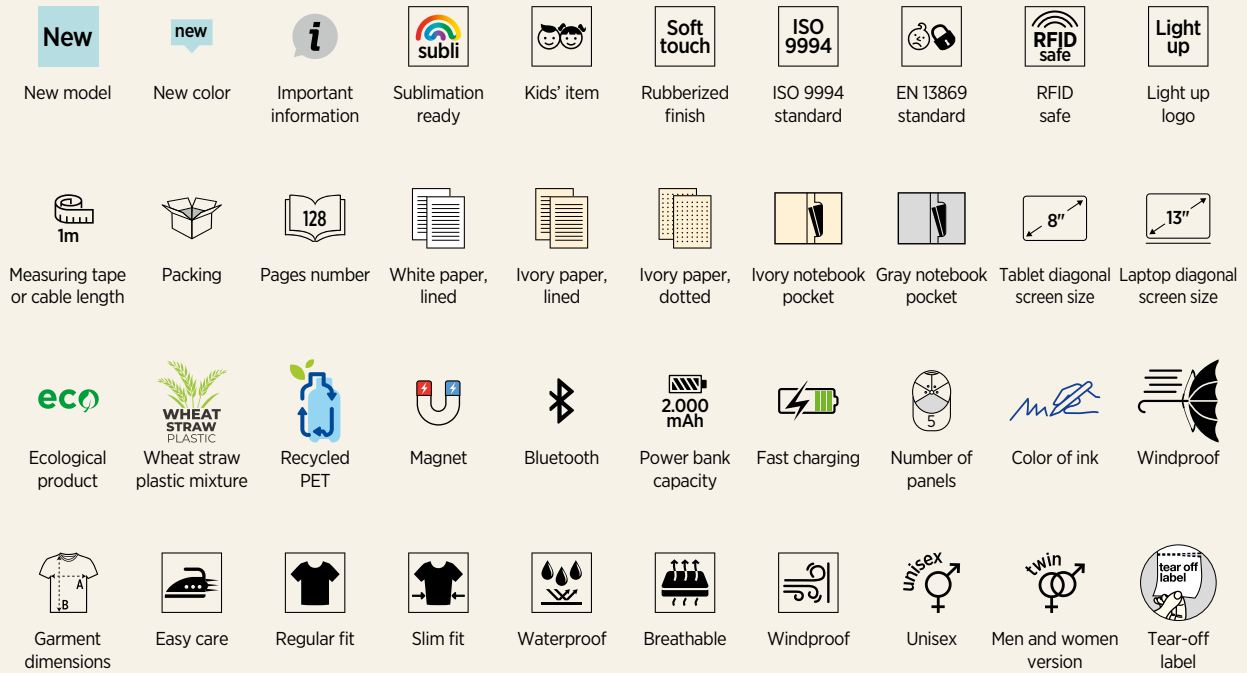 New
new
i
subli
Soft
touch
ISO
9994
RFID
safe
Light
up
New model
New color
Important
information
Sublimation
ready
Kids' item
Rubberized
finish
ISO 9994
standard
EN 13869
standard
RFID
safe
Light up
logo
1m
128
8"
13"
Measuring tape
or cable length
Packing
Pages number
White paper,
lined
Ivory paper,
lined
Ivory paper,
dotted
Ivory notebook
pocket
Gray notebook
pocket
Tablet diagonal
screen size
Laptop diagonal
screen size
eco
WHEAT
STRAW
PLASTIC
2.000
mAh
5
Ecological
product
Wheat straw
plastic mixture
Recycled
PET
Magnet
Bluetooth
Power bank
capacity
Fast charging
Number of
panels
Color of ink
Windproof
A
B
unisex
twin
tear off
label
Garment
dimensions
Easy care
Regular fit
Slim fit
Waterproof
Breathable
Windproof
Unisex
Men and women
version
Tear-off
label